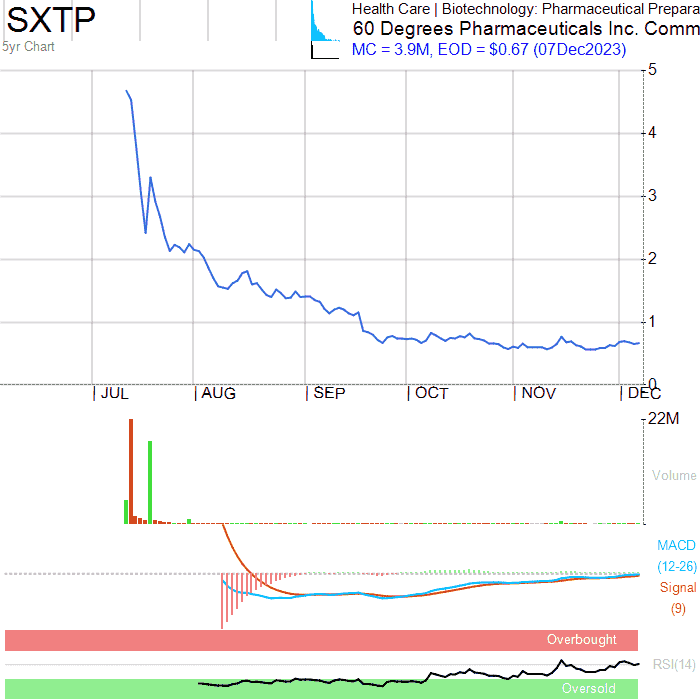 SXTP
5yr Chart
Health Care | Biotechnology: Pharmaceutical Prepara
60 Degrees Pharmaceuticals Inc. Comm
MC = 3.9M, EOD = $0.67 (07Dec2023)
5
4
3
2
1
0
JUL AUG SEP OCT NOV DEC
22M
Volume
MACD
(12-26)
Signal
(9)
Overbought
RSI(14)
Oversold